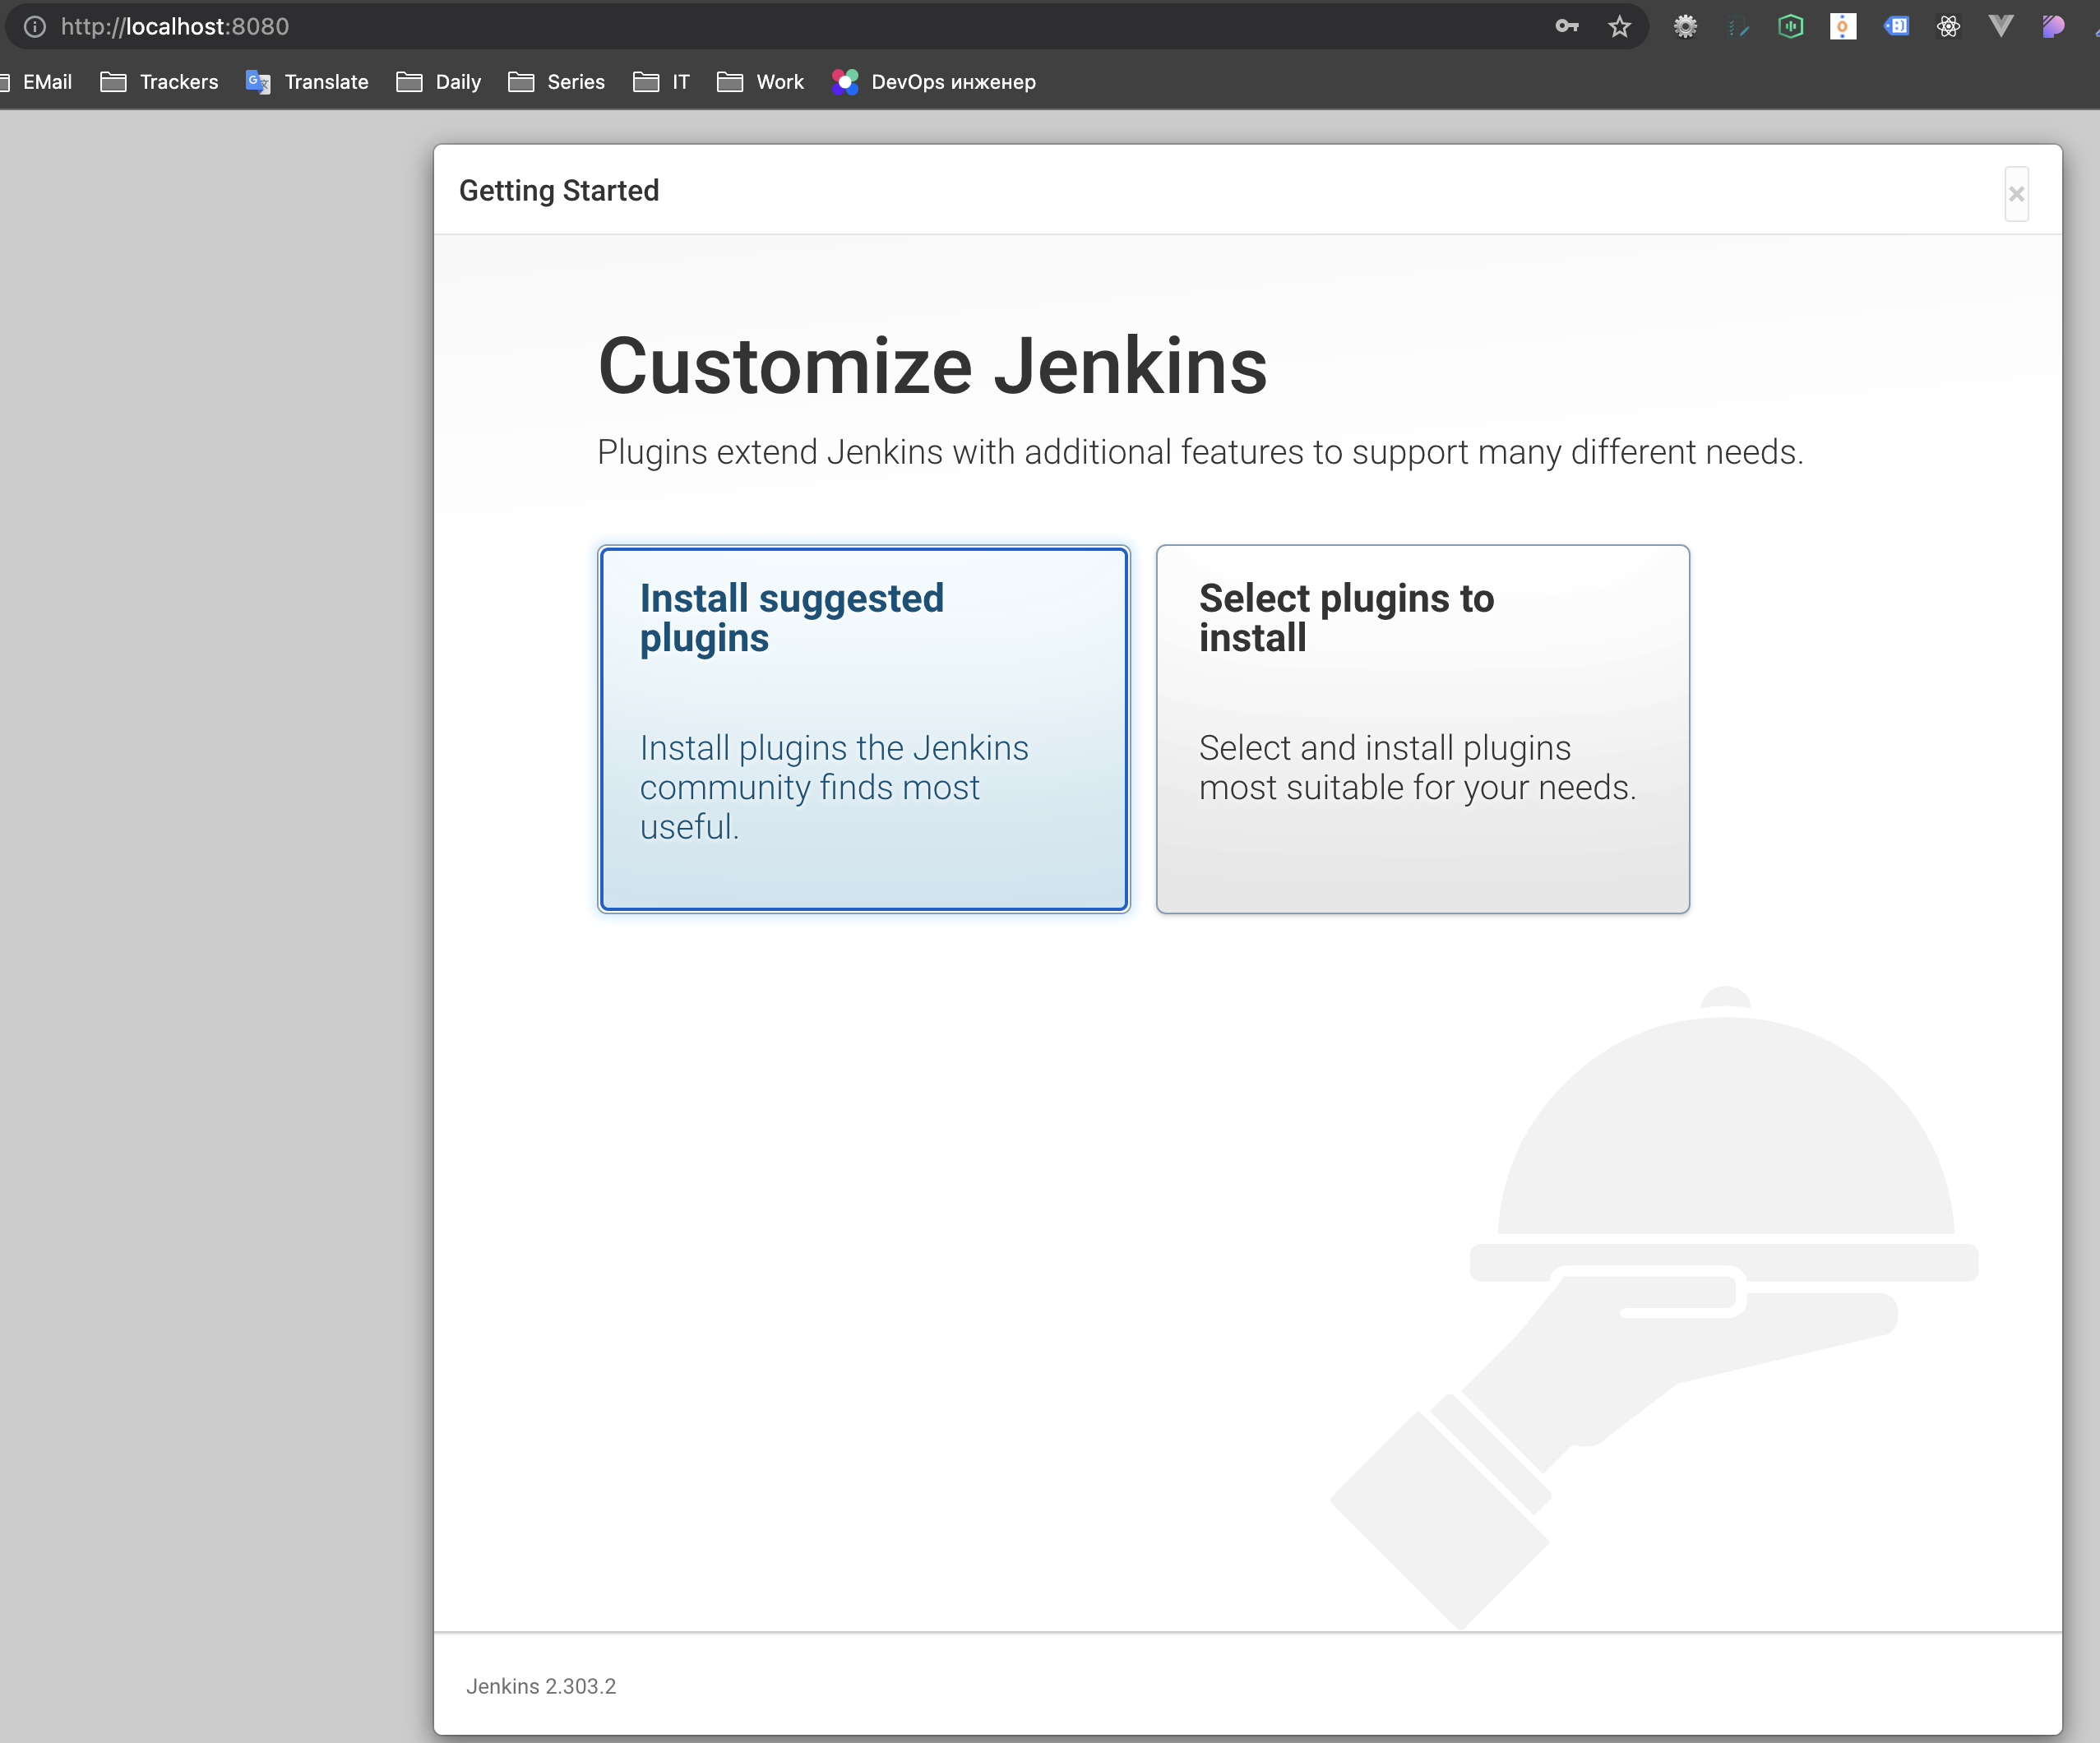 http://localhost:8080
EMail Trackers Translate Daily Series IT Work DevOps инженер
Getting Started
×
Customize Jenkins
Plugins extend Jenkins with additional features to support many different needs.
Install suggested
plugins
Install plugins the Jenkins
community finds most
useful.
Select plugins to
install
Select and install plugins
most suitable for your needs.
Jenkins 2.303.2